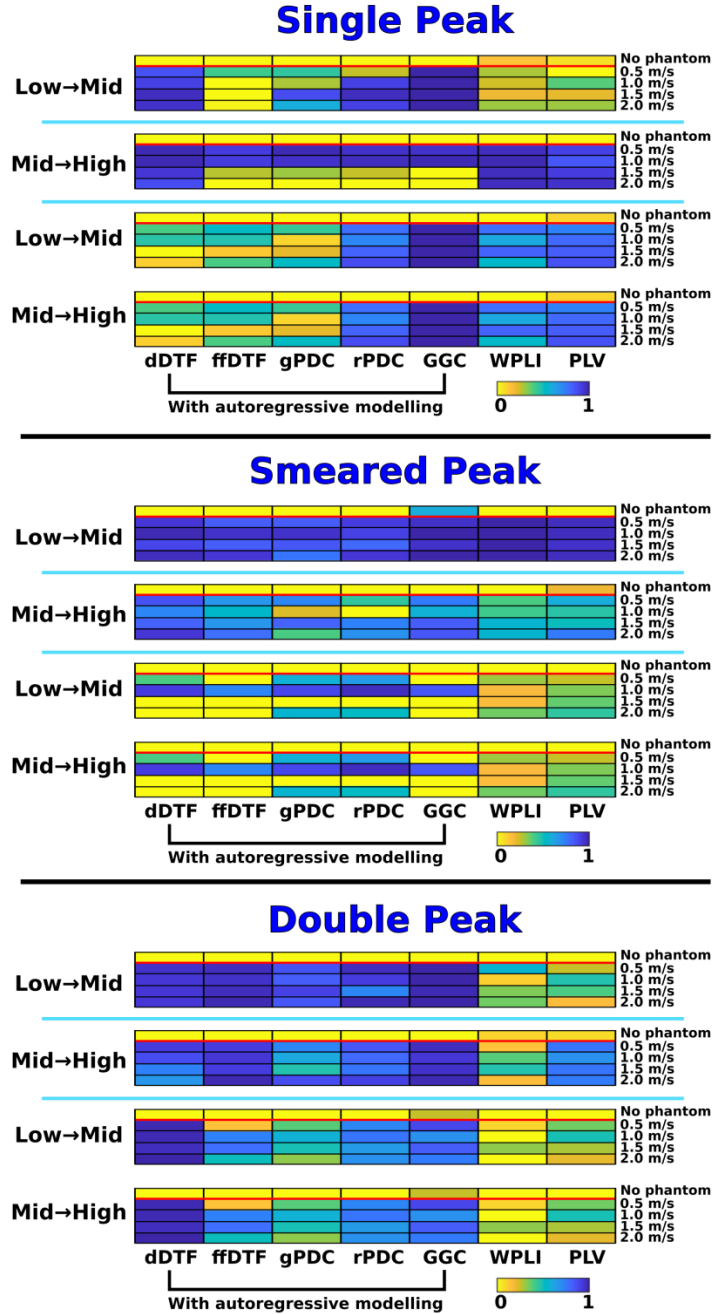 Single Peak
No phantom
Low→Mid
0.5 m/s
1.0 m/s
1.5 m/s
2.0 m/s
No phantom
Mid→High
0.5 m/s
1.0 m/s
1.5 m/s
2.0 m/s
No phantom
Low→Mid
0.5 m/s
1.0 m/s
1.5 m/s
2.0 m/s
No phantom
Mid→High
0.5 m/s
1.0 m/s
1.5 m/s
2.0 m/s
dDTF ffDTF gPDC rPDC GGC WPLI PLV
With autoregressive modelling
0 1
Smeared Peak
No phantom
Low→Mid
0.5 m/s
1.0 m/s
1.5 m/s
2.0 m/s
No phantom
Mid→High
0.5 m/s
1.0 m/s
1.5 m/s
2.0 m/s
No phantom
Low→Mid
0.5 m/s
1.0 m/s
1.5 m/s
2.0 m/s
No phantom
Mid→High
0.5 m/s
1.0 m/s
1.5 m/s
2.0 m/s
dDTF ffDTF gPDC rPDC GGC WPLI PLV
With autoregressive modelling
0 1
Double Peak
No phantom
Low→Mid
0.5 m/s
1.0 m/s
1.5 m/s
2.0 m/s
No phantom
Mid→High
0.5 m/s
1.0 m/s
1.5 m/s
2.0 m/s
No phantom
Low→Mid
0.5 m/s
1.0 m/s
1.5 m/s
2.0 m/s
No phantom
Mid→High
0.5 m/s
1.0 m/s
1.5 m/s
2.0 m/s
dDTF ffDTF gPDC rPDC GGC WPLI PLV
With autoregressive modelling
0 1